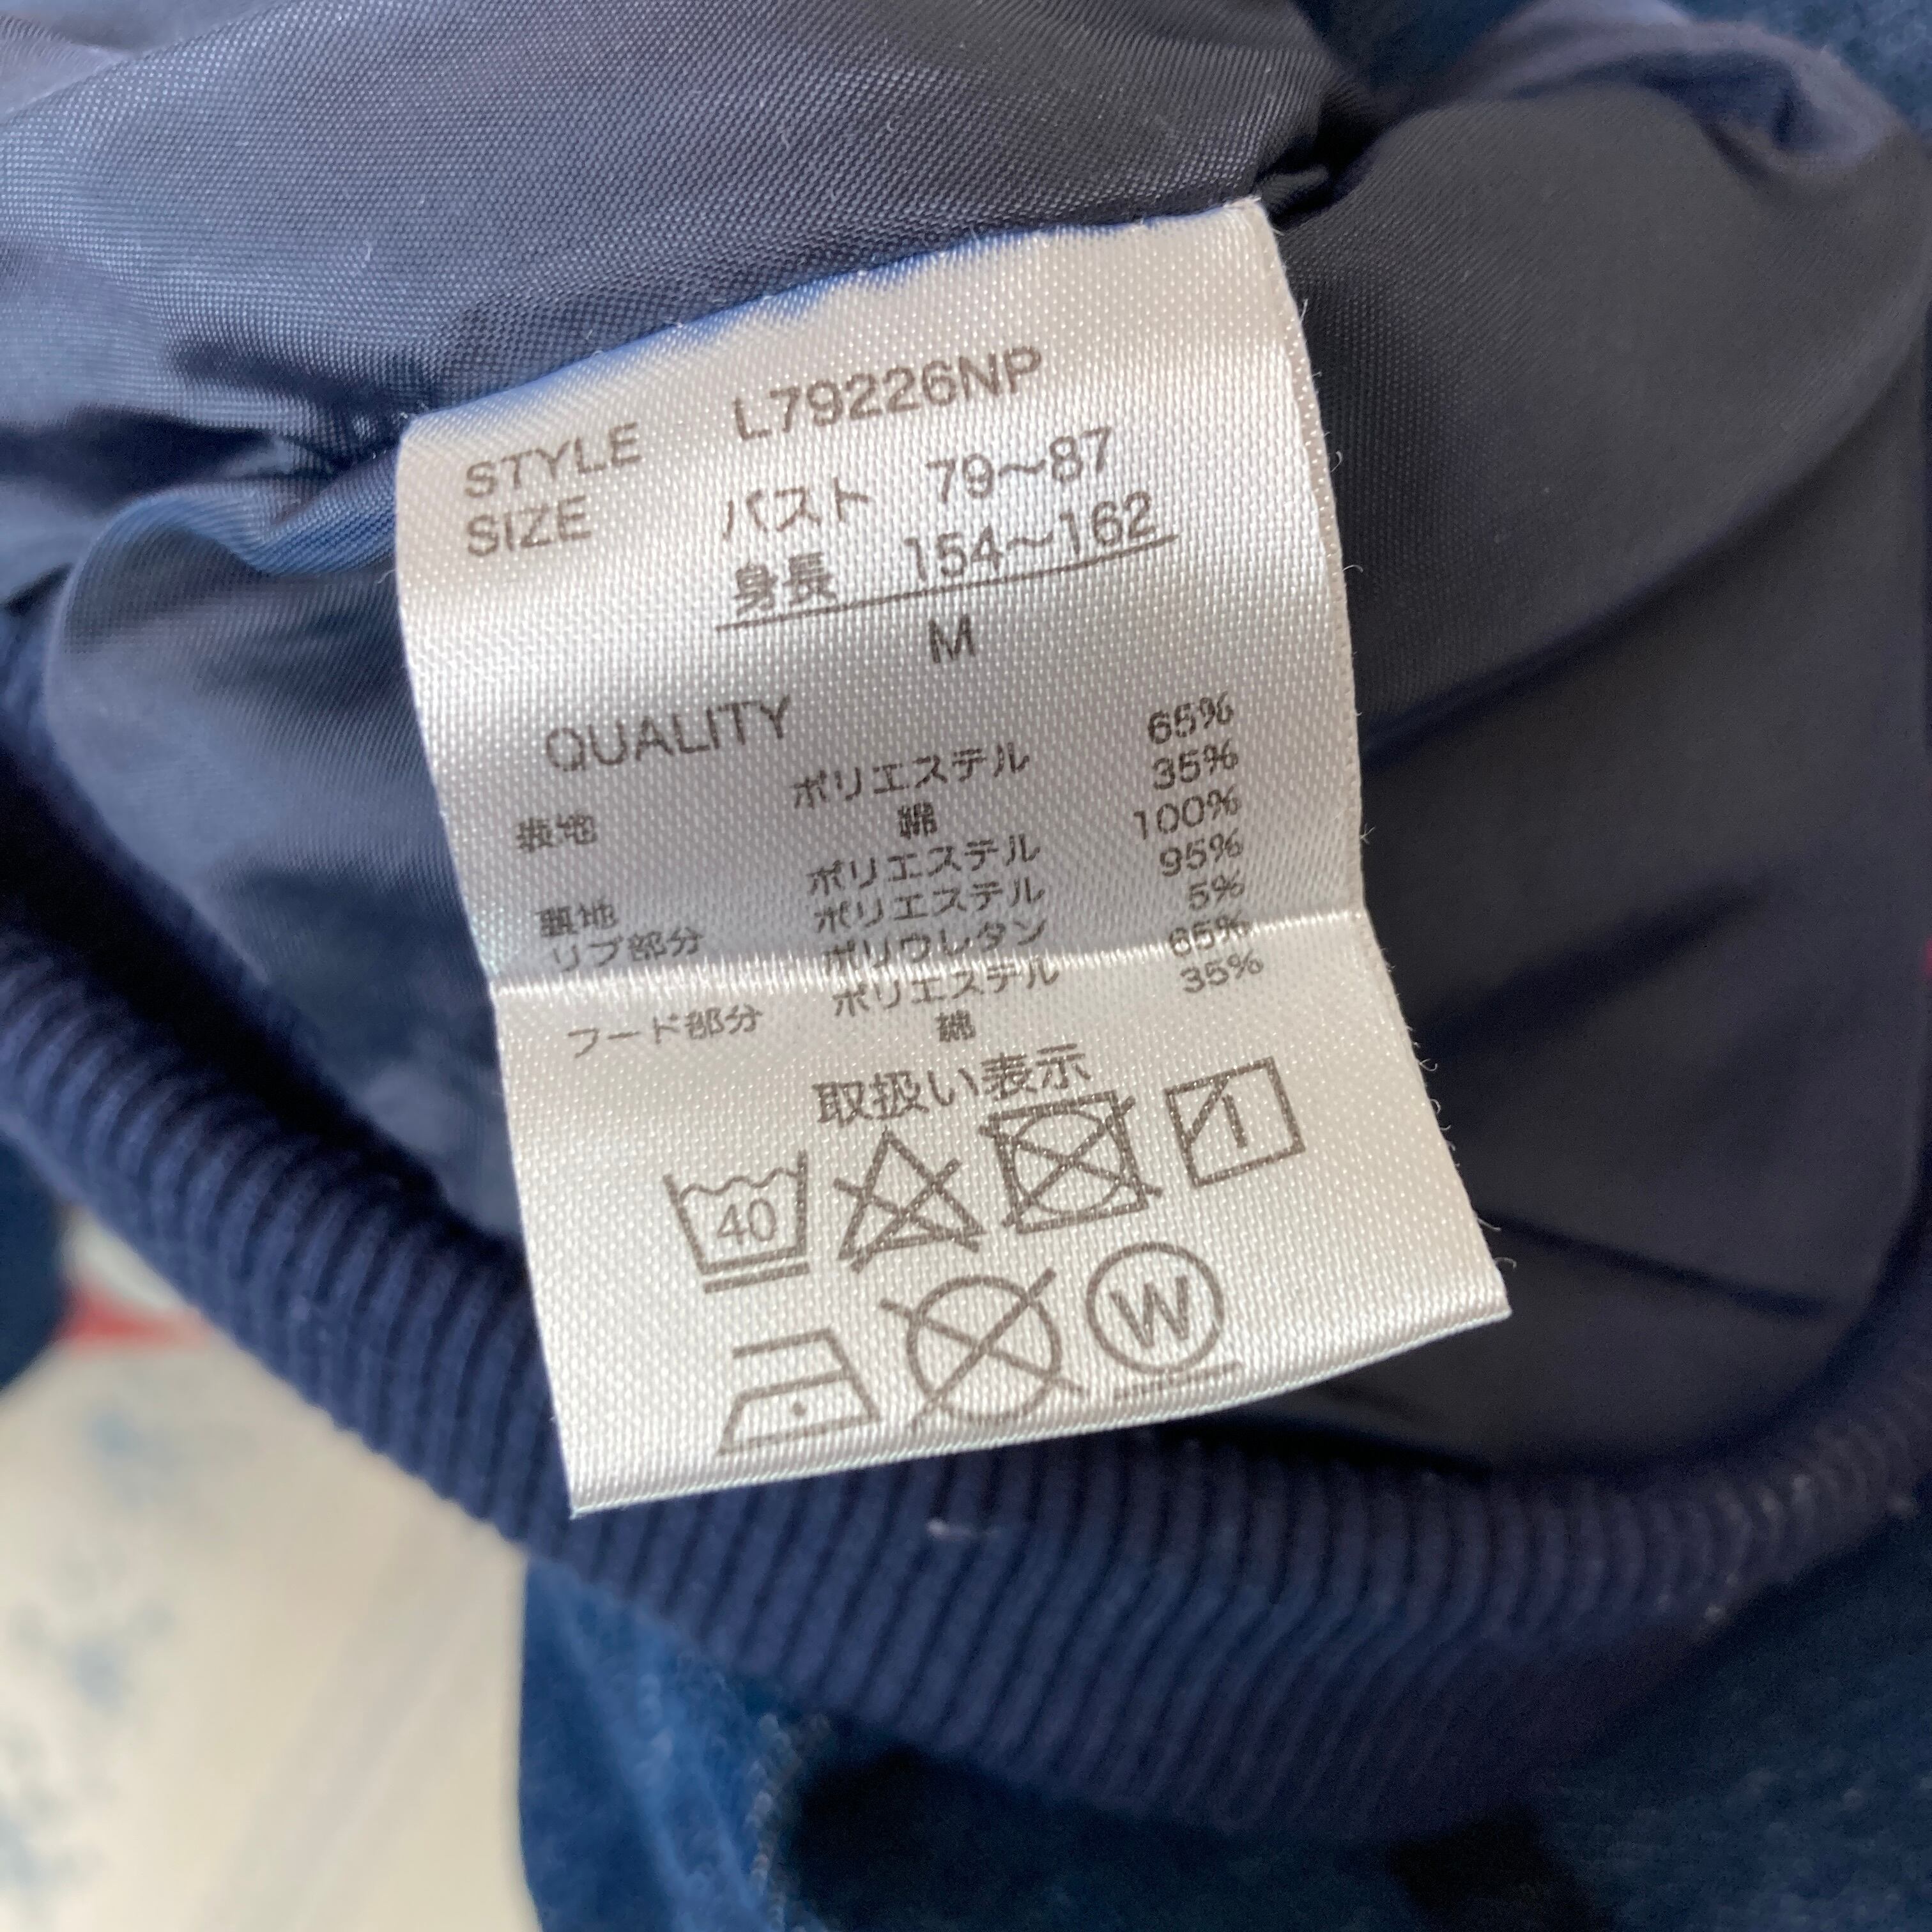 STYLE L79226NP
SIZE バスト 79〜87
身長 154〜162
M
QUALITY
表地 ポリエステル 65%
綿 35%
裏地 ポリエステル 100%
リブ部分 ポリエステル 95%
ポリウレタン 5%
フード部分 ポリエステル 65%
綿 35%
取扱い表示
40
W